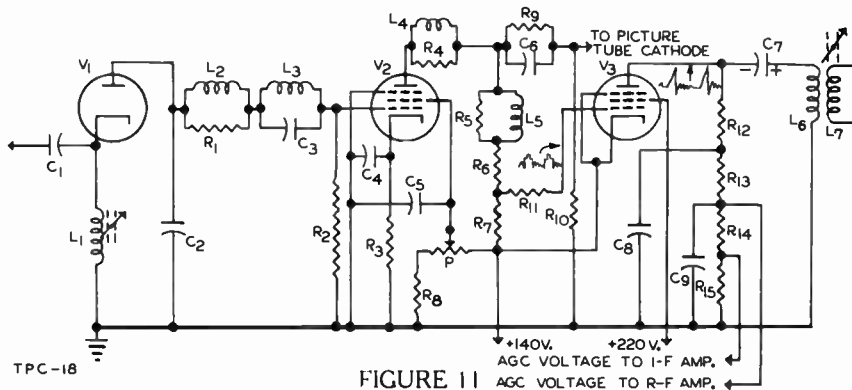 L4
R4
R9
C6
TO PICTURE
TUBE CATHODE
C7
- +
V1
L2
L3
V2
V3
R1
C3
R5
L5
R12
L6
L7
C1
C4
R6
R13
C5
R11
L1
C2
R2
R3
R7
R10
C8
R14
P
C9
R8
R15
+140V.
+220V.
AGC VOLTAGE TO I-F AMP.
TPC-18
FIGURE 11
AGC VOLTAGE TO R-F AMP.